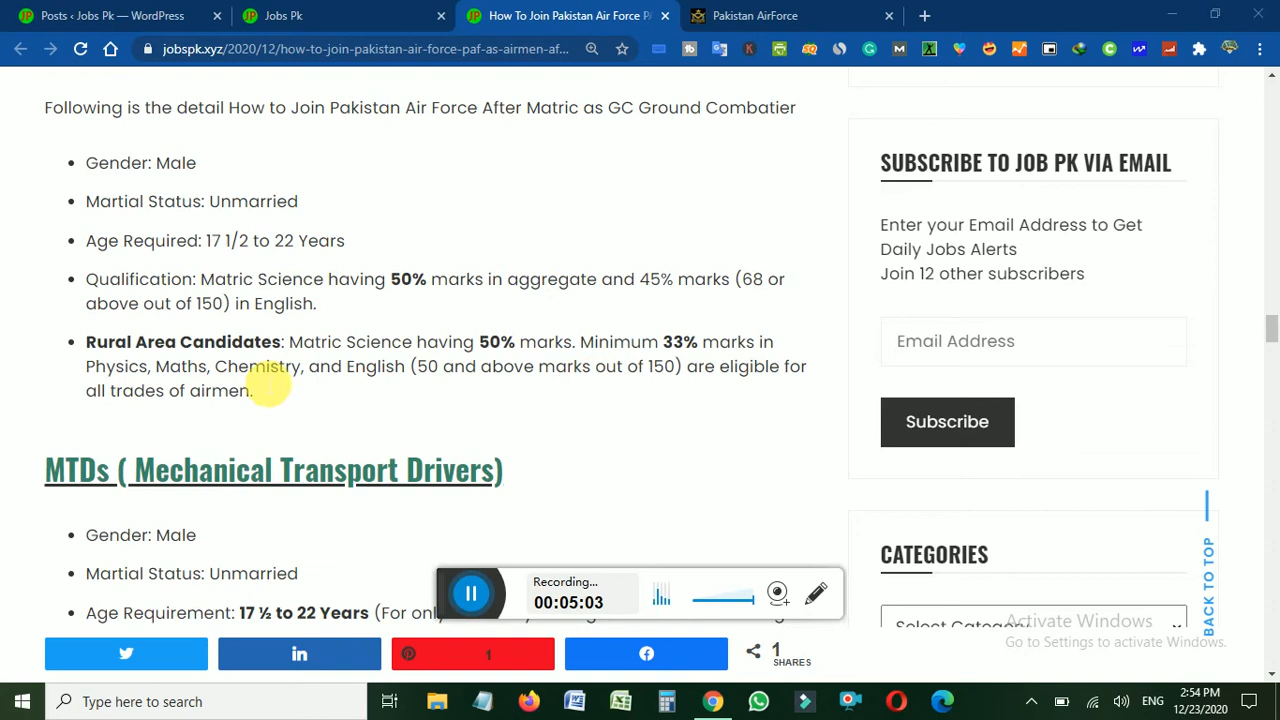 Posts ‹ Jobs Pk — WordPress
Jobs Pk
How To Join Pakistan Air Force PA
Pakistan AirForce
jobspk.xyz/2020/12/how-to-join-pakistan-air-force-paf-as-airmen-af...
Following is the detail How to Join Pakistan Air Force After Matric as GC Ground Combatier
Gender: Male
Martial Status: Unmarried
Age Required: 17 1/2 to 22 Years
Qualification: Matric Science having 50% marks in aggregate and 45% marks (68 or
above out of 150) in English.
Rural Area Candidates: Matric Science having 50% marks. Minimum 33% marks in
Physics, Maths, Chemistry, and English (50 and above marks out of 150) are eligible for
all trades of airmen.
MTDs ( Mechanical Transport Drivers)
Gender: Male
Martial Status: Unmarried
Age Requirement: 17 ½ to 22 Years (For onl
SUBSCRIBE TO JOB PK VIA EMAIL
Enter your Email Address to Get
Daily Jobs Alerts
Join 12 other subscribers
Email Address
Subscribe
CATEGORIES
Select Category
BACK TO TOP
Recording...
00:05:03
Activate Windows
Go to Settings to activate Windows.
1
1
SHARES
Type here to search
ENG
2:54 PM
12/23/2020